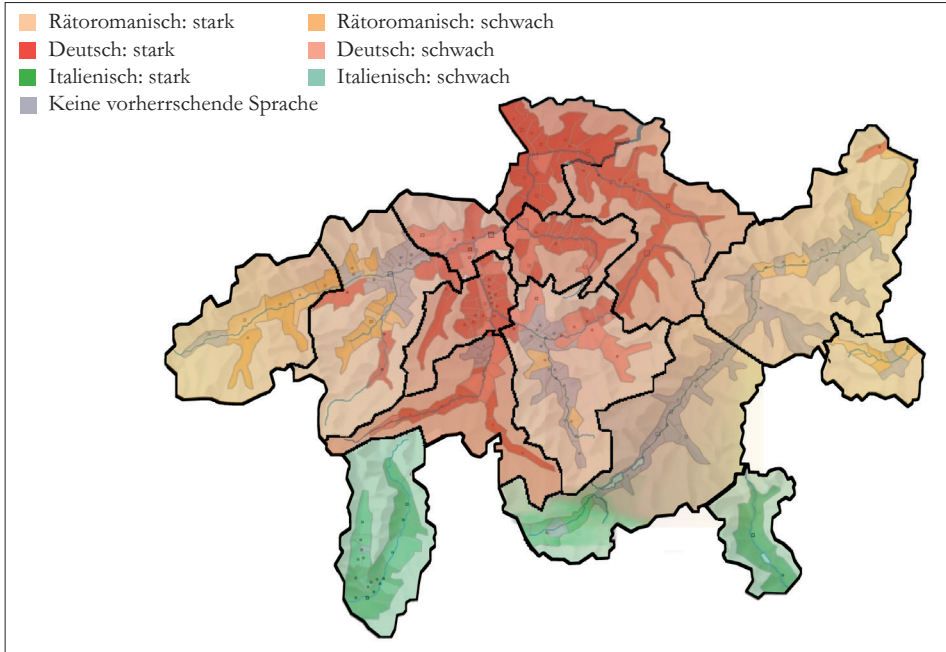 Rätoromanisch: stark
Rätoromanisch: schwach
Deutsch: stark
Deutsch: schwach
Italienisch: stark
Italienisch: schwach
Keine vorherrschende Sprache